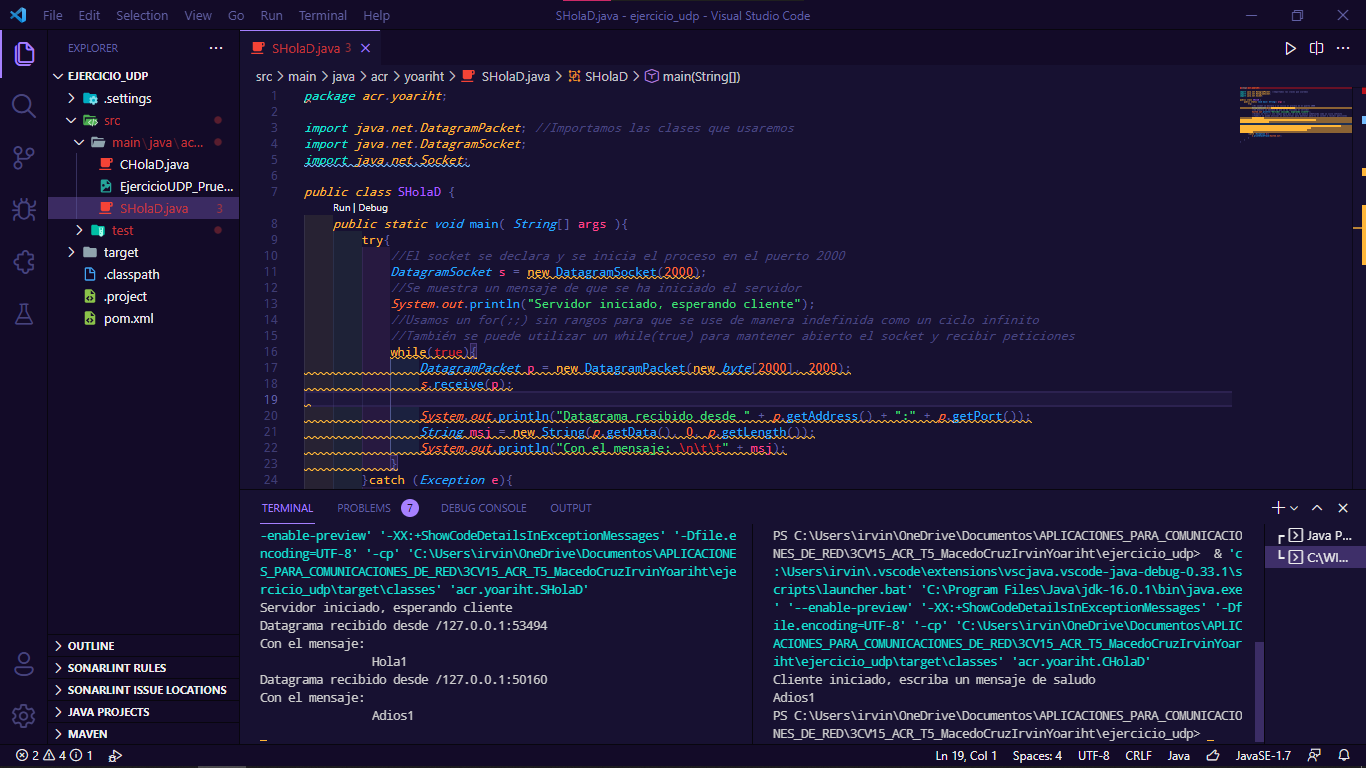 File Edit Selection View Go Run Terminal Help SHolaD.java - ejercicio_udp - Visual Studio Code
EXPLORER
EJERCICIO_UDP
.settings
src
main\java\ac...
CHolaD.java
EjercicioUDP_Prue...
SHolaD.java 3
test
target
.classpath
.project
pom.xml
OUTLINE
SONARLINT RULES
SONARLINT ISSUE LOCATIONS
JAVA PROJECTS
MAVEN
SHolaD.java 3
src > main > java > acr > yoariht > SHolaD.java > SHolaD > main(String[])
1 package acr.yoariht;
2
3 import java.net.DatagramPacket; //Importamos las clases que usaremos
4 import java.net.DatagramSocket;
5 import java.net.Socket;
6
7 public class SHolaD {
Run | Debug
8 public static void main( String[] args ){
9 try{
10 //El socket se declara y se inicia el proceso en el puerto 2000
11 DatagramSocket s = new DatagramSocket(2000);
12 //Se muestra un mensaje de que se ha iniciado el servidor
13 System.out.println("Servidor iniciado, esperando cliente");
14 //Usamos un for(;;) sin rangos para que se use de manera indefinida como un ciclo infinito
15 //También se puede utilizar un while(true) para mantener abierto el socket y recibir peticiones
16 while(true){
17 DatagramPacket p = new DatagramPacket(new byte[2000], 2000);
18 s.receive(p);
19
20 System.out.println("Datagrama recibido desde " + p.getAddress() + ":" + p.getPort());
21 String msj = new String(p.getData(), 0, p.getLength());
22 System.out.println("Con el mensaje: \n\t\t" + msj);
23 }
24 }catch (Exception e){
TERMINAL PROBLEMS 7 DEBUG CONSOLE OUTPUT
-enable-preview' '-XX:+ShowCodeDetailsInExceptionMessages' '-Dfile.e
ncoding=UTF-8' '-cp' 'C:\Users\irvin\OneDrive\Documentos\APLICACIONE
S_PARA_COMUNICACIONES_DE_RED\3CV15_ACR_T5_MacedoCruzIrvinYoariht\eje
rcicio_udp\target\classes' 'acr.yoariht.SHolaD'
Servidor iniciado, esperando cliente
Datagrama recibido desde /127.0.0.1:53494
Con el mensaje:
Hola1
Datagrama recibido desde /127.0.0.1:50160
Con el mensaje:
Adios1
PS C:\Users\irvin\OneDrive\Documentos\APLICACIONES_PARA_COMUNICACIO
NES_DE_RED\3CV15_ACR_T5_MacedoCruzIrvinYoariht\ejercicio_udp>  & 'c
:\Users\irvin\.vscode\extensions\vscjava.vscode-java-debug-0.33.1\s
cripts\launcher.bat' 'C:\Program Files\Java\jdk-16.0.1\bin\java.exe
' '--enable-preview' '-XX:+ShowCodeDetailsInExceptionMessages' '-Df
ile.encoding=UTF-8' '-cp' 'C:\Users\irvin\OneDrive\Documentos\APLIC
ACIONES_PARA_COMUNICACIONES_DE_RED\3CV15_ACR_T5_MacedoCruzIrvinYoar
iht\ejercicio_udp\target\classes' 'acr.yoariht.CHolaD'
Cliente iniciado, escriba un mensaje de saludo
Adios1
PS C:\Users\irvin\OneDrive\Documentos\APLICACIONES_PARA_COMUNICACIO
NES_DE_RED\3CV15_ACR_T5_MacedoCruzIrvinYoariht\ejercicio_udp> _
Java P...
C:\WI...
2 4 1 Ln 19, Col 1 Spaces: 4 UTF-8 CRLF Java JavaSE-1.7